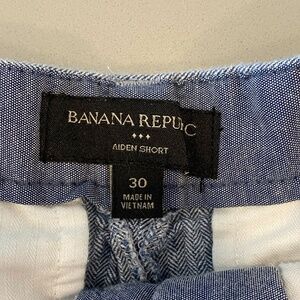 BANANA REPUBLIC
AIDEN SHORT
30
MADE IN
VIETNAM